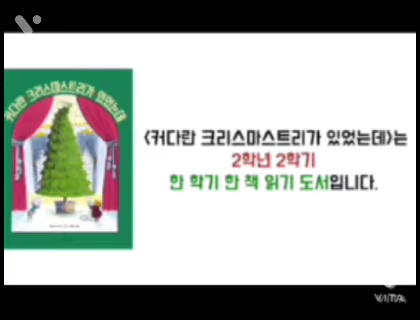 커다란 크리스마스트리가 있었는데
<커다란 크리스마스트리가 있었는데>는
2학년 2학기
한 학기 한 책 읽기 도서입니다.
VITA